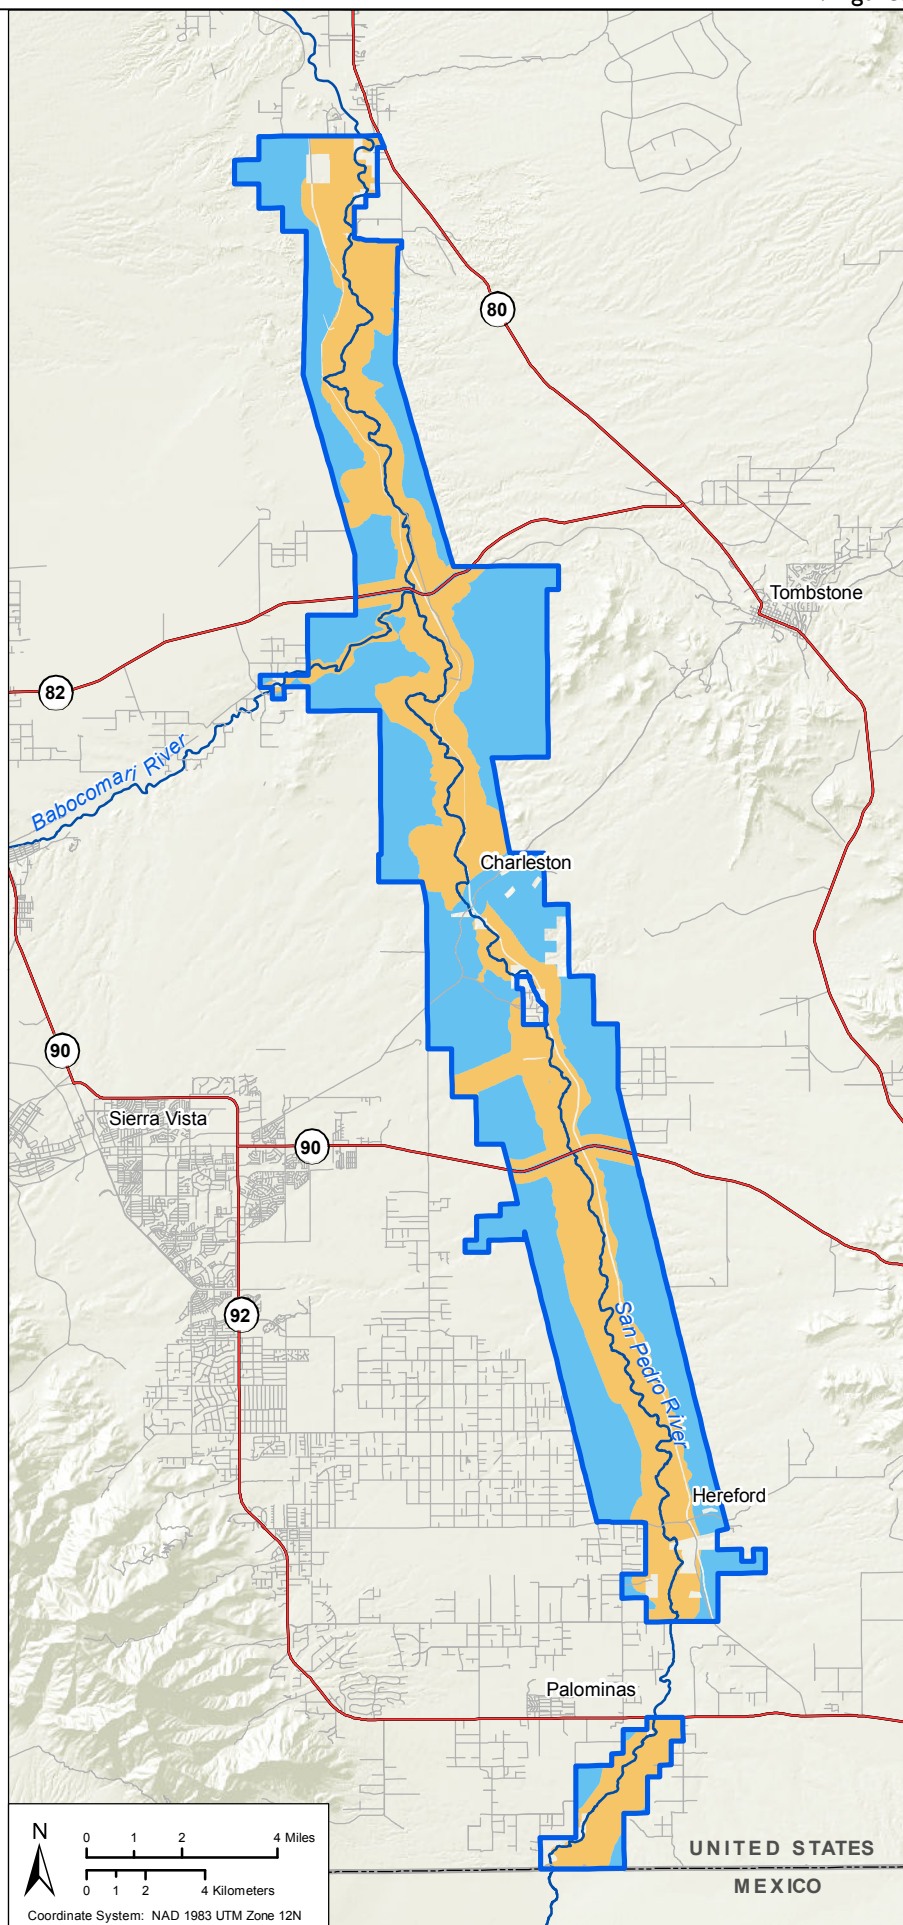 80
Tombstone
82
Babocomari River
Charleston
90
Sierra Vista
90
92
San Pedro River
Hereford
Palominas
N
0 1 2 4 Miles
0 1 2 4 Kilometers
Coordinate System: NAD 1983 UTM Zone 12N
UNITED STATES
MEXICO